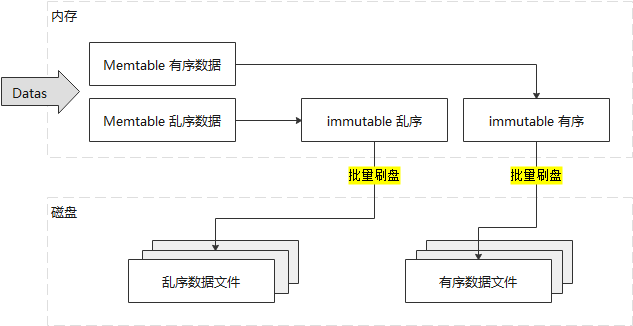 内存
Memtable 有序数据
Datas
Memtable 乱序数据
immutable 乱序
immutable 有序
批量刷盘
批量刷盘
磁盘
乱序数据文件
有序数据文件